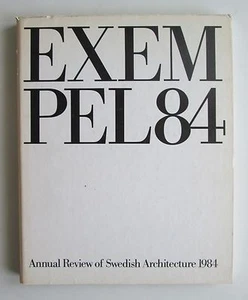 EXEM
PEL84
Annual Review of Swedish Architecture 1984